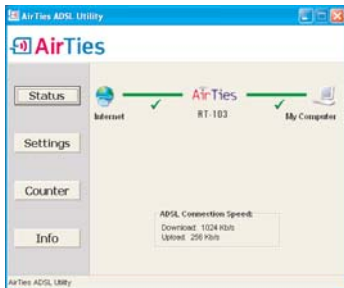 AirTies ADSL Utility
AirTies
Status
Settings
Counter
Info
Internet
AirTies
RT-103
My Computer
ADSL Connection Speed:
Download: 1024 Kb/s
Upload: 256 Kb/s
AirTies ADSL Utility